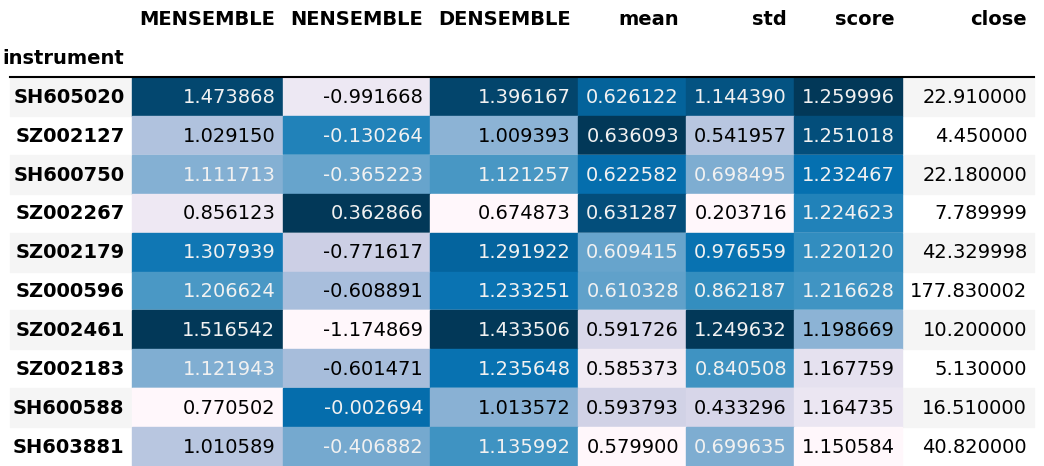 MENSEMBLE NENSEMBLE DENSEMBLE mean std score close
instrument
SH605020 1.473868 -0.991668 1.396167 0.626122 1.144390 1.259996 22.910000
SZ002127 1.029150 -0.130264 1.009393 0.636093 0.541957 1.251018 4.450000
SH600750 1.111713 -0.365223 1.121257 0.622582 0.698495 1.232467 22.180000
SZ002267 0.856123 0.362866 0.674873 0.631287 0.203716 1.224623 7.789999
SZ002179 1.307939 -0.771617 1.291922 0.609415 0.976559 1.220120 42.329998
SZ000596 1.206624 -0.608891 1.233251 0.610328 0.862187 1.216628 177.830002
SZ002461 1.516542 -1.174869 1.433506 0.591726 1.249632 1.198669 10.200000
SZ002183 1.121943 -0.601471 1.235648 0.585373 0.840508 1.167759 5.130000
SH600588 0.770502 -0.002694 1.013572 0.593793 0.433296 1.164735 16.510000
SH603881 1.010589 -0.406882 1.135992 0.579900 0.699635 1.150584 40.820000